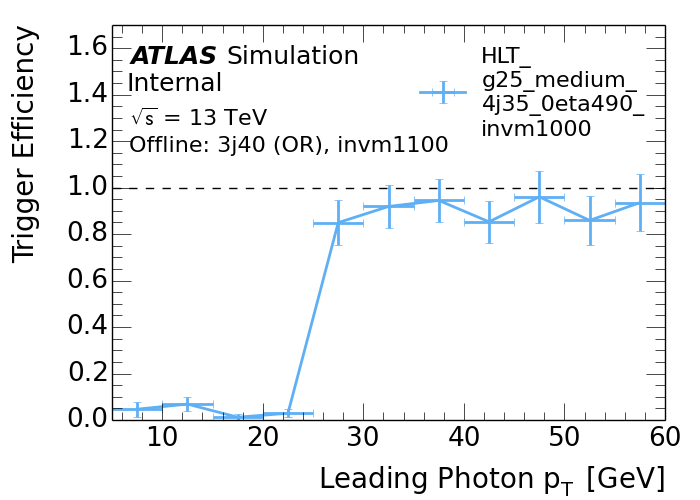 ATLAS Simulation
Internal
√s = 13 TeV
Offline: 3j40 (OR), invm1100
HLT_
g25_medium_
4j35_0eta490_
invm1000
Trigger Efficiency
1.6
1.4
1.2
1.0
0.8
0.6
0.4
0.2
0.0
10 20 30 40 50 60
Leading Photon pT [GeV]